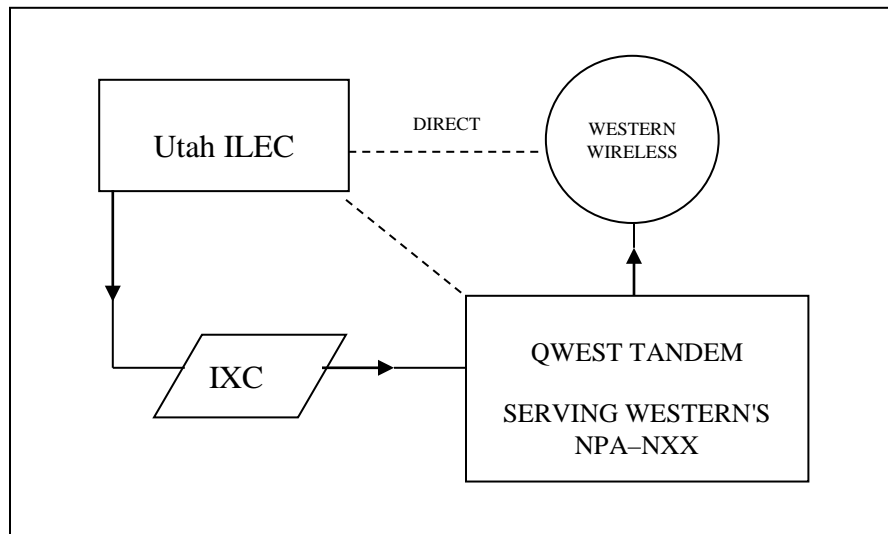 Utah ILEC
DIRECT
WESTERN
WIRELESS
IXC
QWEST TANDEM
SERVING WESTERN'S
NPA–NXX